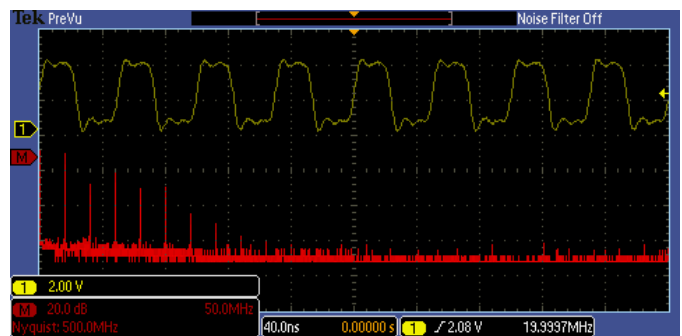 Tek PreVu Noise Filter Off
1
M
1 2.00 V
M 20.0 dB 50.0MHz
Nyquist: 500.0MHz
40.0ns 0.00000 s 1 2.08 V 19.9997MHz